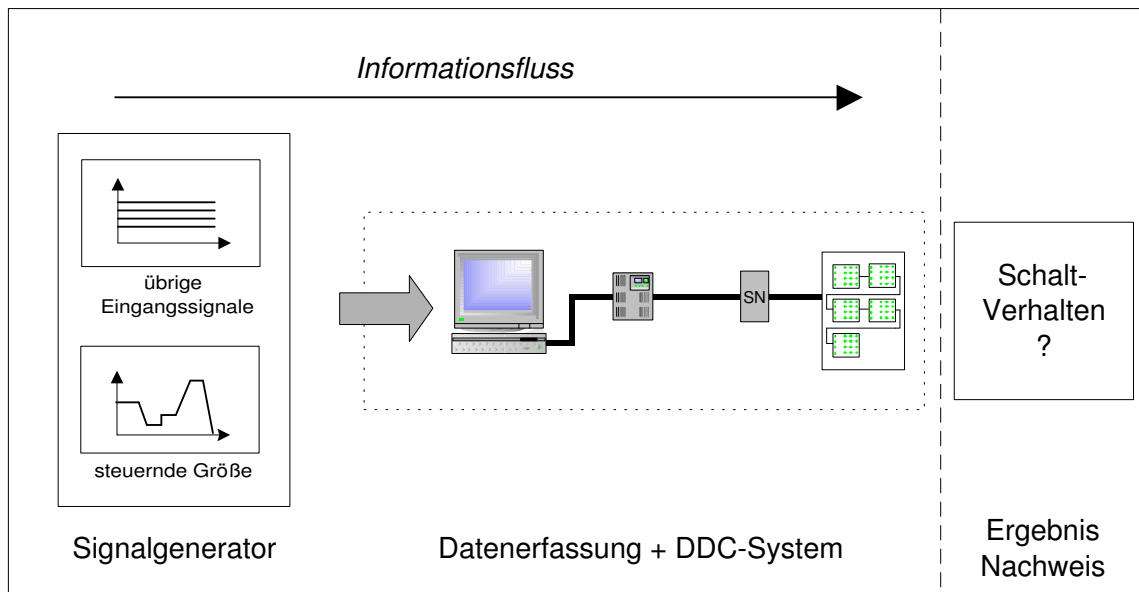 Informationsfluss
übrige
Eingangssignale
steuernde Größe
Signalgenerator
SN
Datenerfassung + DDC-System
Schalt-
Verhalten
?
Ergebnis
Nachweis